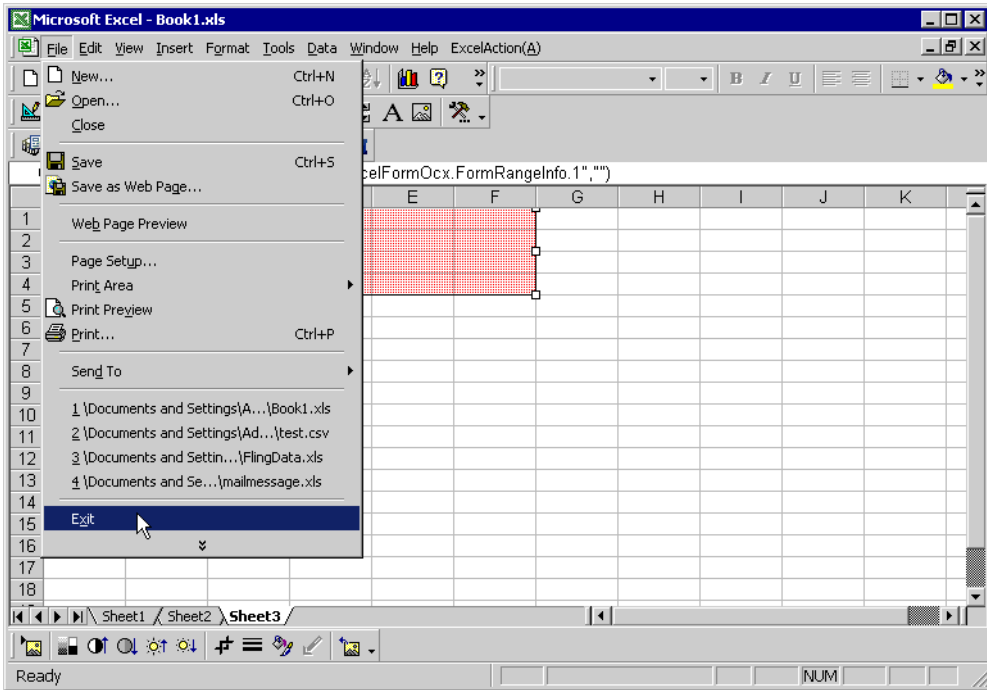 Microsoft Excel - Book1.xls
File Edit View Insert Format Tools Data Window Help ExcelAction(A)
New... Ctrl+N
B I U
Open... Ctrl+O
A
Close
Save Ctrl+S
elFormOcx.FormRangeInfo.1","")
Save as Web Page...
E F G H I J K
Web Page Preview
Page Setup...
Print Area
Print Preview
Print... Ctrl+P
Send To
1 \Documents and Settings\A...\Book1.xls
2 \Documents and Settings\Ad...\test.csv
3 \Documents and Settin...\FlingData.xls
4 \Documents and Se...\mailmessage.xls
Exit
1
2
3
4
5
6
7
8
9
10
11
12
13
14
15
16
17
18
Sheet1 Sheet2 Sheet3
Ready NUM